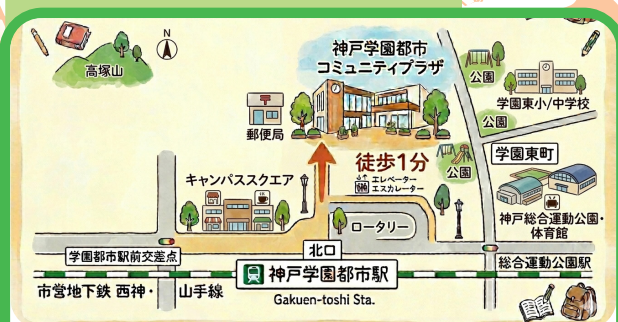 N
高塚山
神戸学園都市
コミュニティプラザ
公園
学園東小/中学校
郵便局
公園
徒歩1分
エレベーター
エスカレーター
公園
学園東町
キャンパススクエア
神戸総合運動公園・
体育館
ロータリー
学園都市駅前交差点
北口
総合運動公園駅
神戸学園都市駅
市営地下鉄 西神・山手線
Gakuen-toshi Sta.